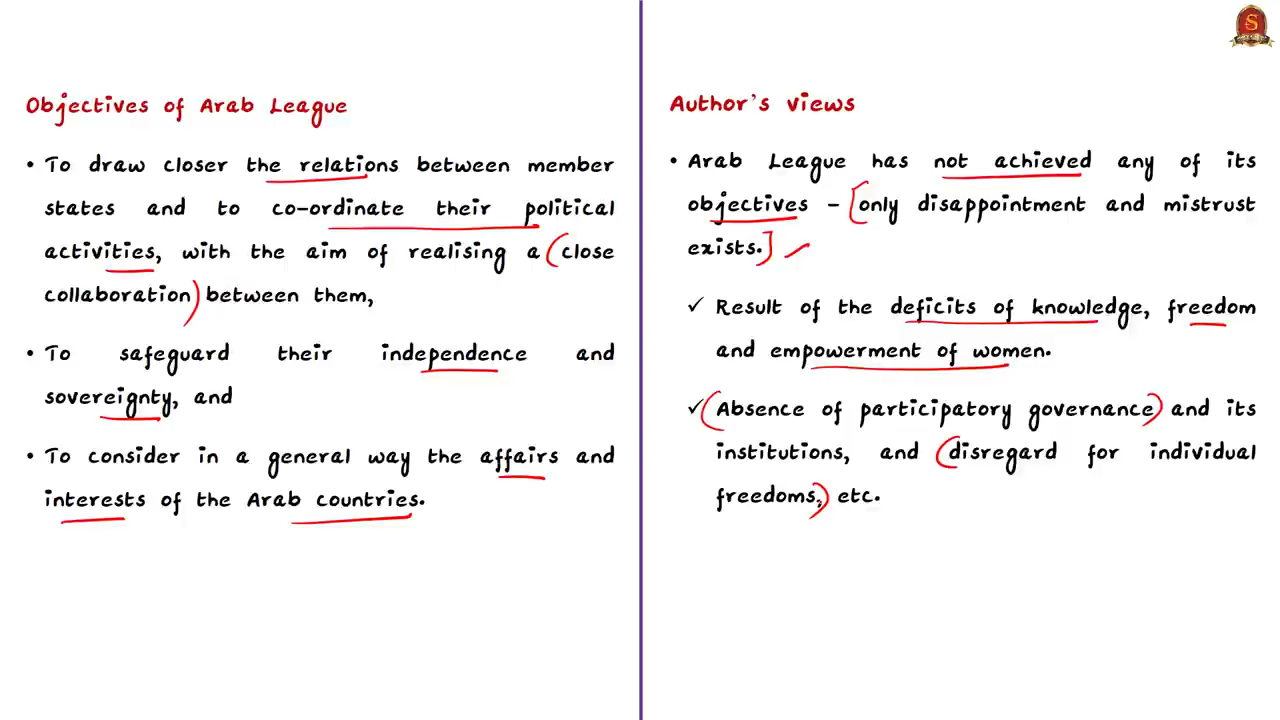 Objectives of Arab League
• To draw closer the relations between member
states and to co-ordinate their political
activities, with the aim of realising a close
collaboration between them,
• To safeguard their independence and
sovereignty, and
• To consider in a general way the affairs and
interests of the Arab countries.
Author's views
• Arab League has not achieved any of its
objectives – only disappointment and mistrust
exists.
✓ Result of the deficits of knowledge, freedom
and empowerment of women.
✓ Absence of participatory governance and its
institutions, and disregard for individual
freedoms, etc.
S